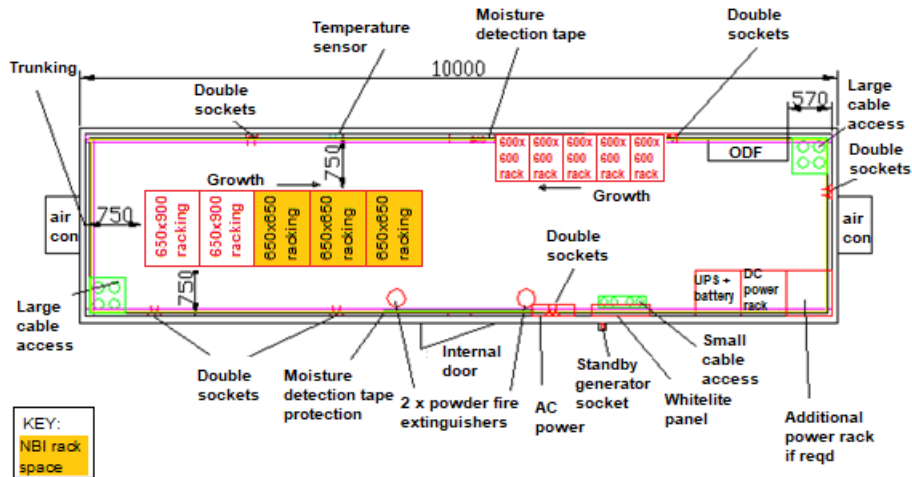 Temperature
sensor
Moisture
detection tape
Double
sockets
Trunking
10000
Double
sockets
570
Large
cable
access
600x
600
rack
600x
600
rack
600x
600
rack
600x
600
rack
600x
600
rack
ODF
Double
sockets
750
Growth
Growth
650x900
racking
650x900
racking
650x650
racking
650x650
racking
650x650
racking
750
air
con
air
con
750
Double
sockets
UPS +
battery
DC
power
rack
Large
cable
access
Internal
door
Small
cable
access
Double
sockets
Moisture
detection tape
protection
2 x powder fire
extinguishers
AC
power
Standby
generator
socket
Whitelite
panel
Additional
power rack
if reqd
KEY:
NBI rack
space